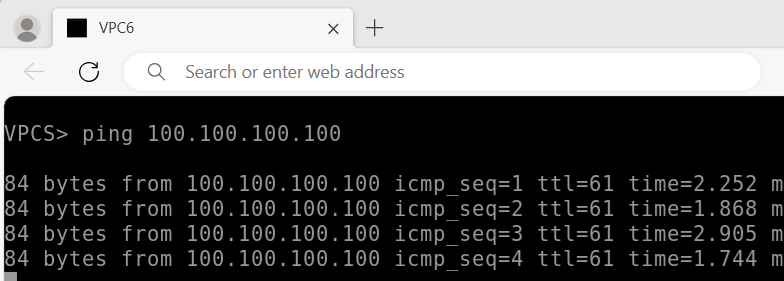 VPC6
Search or enter web address
VPCS> ping 100.100.100.100
84 bytes from 100.100.100.100 icmp_seq=1 ttl=61 time=2.252 m
84 bytes from 100.100.100.100 icmp_seq=2 ttl=61 time=1.868 m
84 bytes from 100.100.100.100 icmp_seq=3 ttl=61 time=2.905 m
84 bytes from 100.100.100.100 icmp_seq=4 ttl=61 time=1.744 m